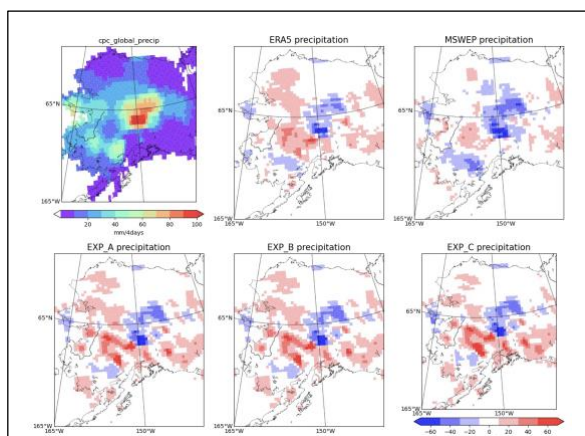 cpc_global_precip
ERA5 precipitation
MSWEP precipitation
65°N
65°N
65°N
20 40 60 80 100
mm/4days
165°W
150°W
165°W
150°W
EXP_A precipitation
EXP_B precipitation
EXP_C precipitation
65°N
65°N
65°N
165°W
150°W
165°W
150°W
165°W
150°W
-60 -40 -20 0 20 40 60